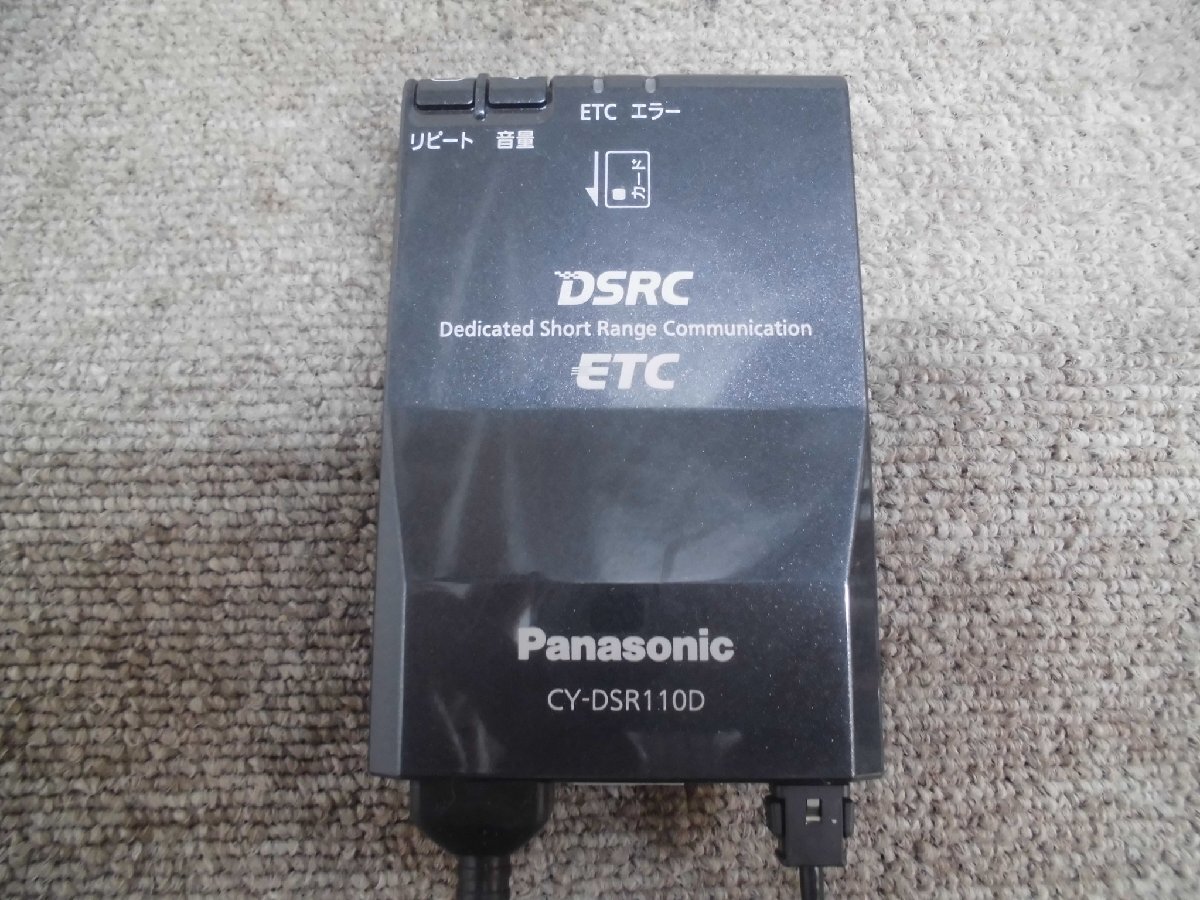 ETC エラー
リピート 音量
カード
DSRC
Dedicated Short Range Communication
ETC
Panasonic
CY-DSR110D